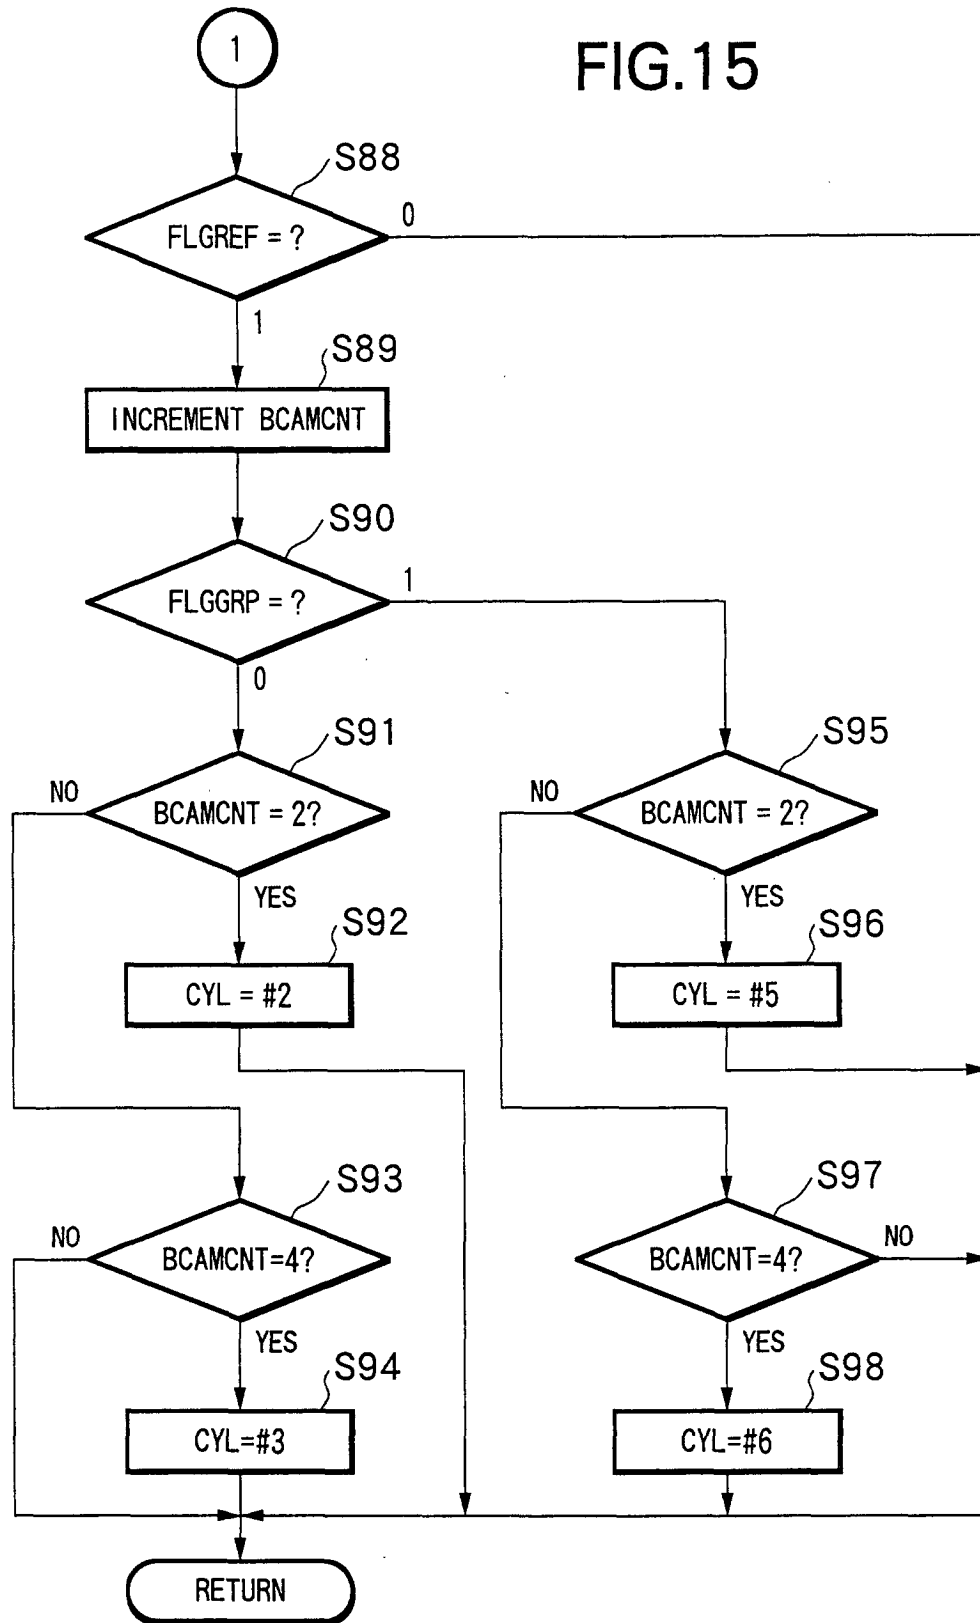 1
FIG.15
S88
FLGREF = ?
0
1
S89
INCREMENT BCAMCNT
S90
FLGGRP = ?
1
0
S91
BCAMCNT = 2?
NO
YES
S92
CYL = #2
S95
BCAMCNT = 2?
NO
YES
S96
CYL = #5
S93
BCAMCNT=4?
NO
YES
S94
CYL=#3
S97
BCAMCNT=4?
NO
YES
S98
CYL=#6
RETURN